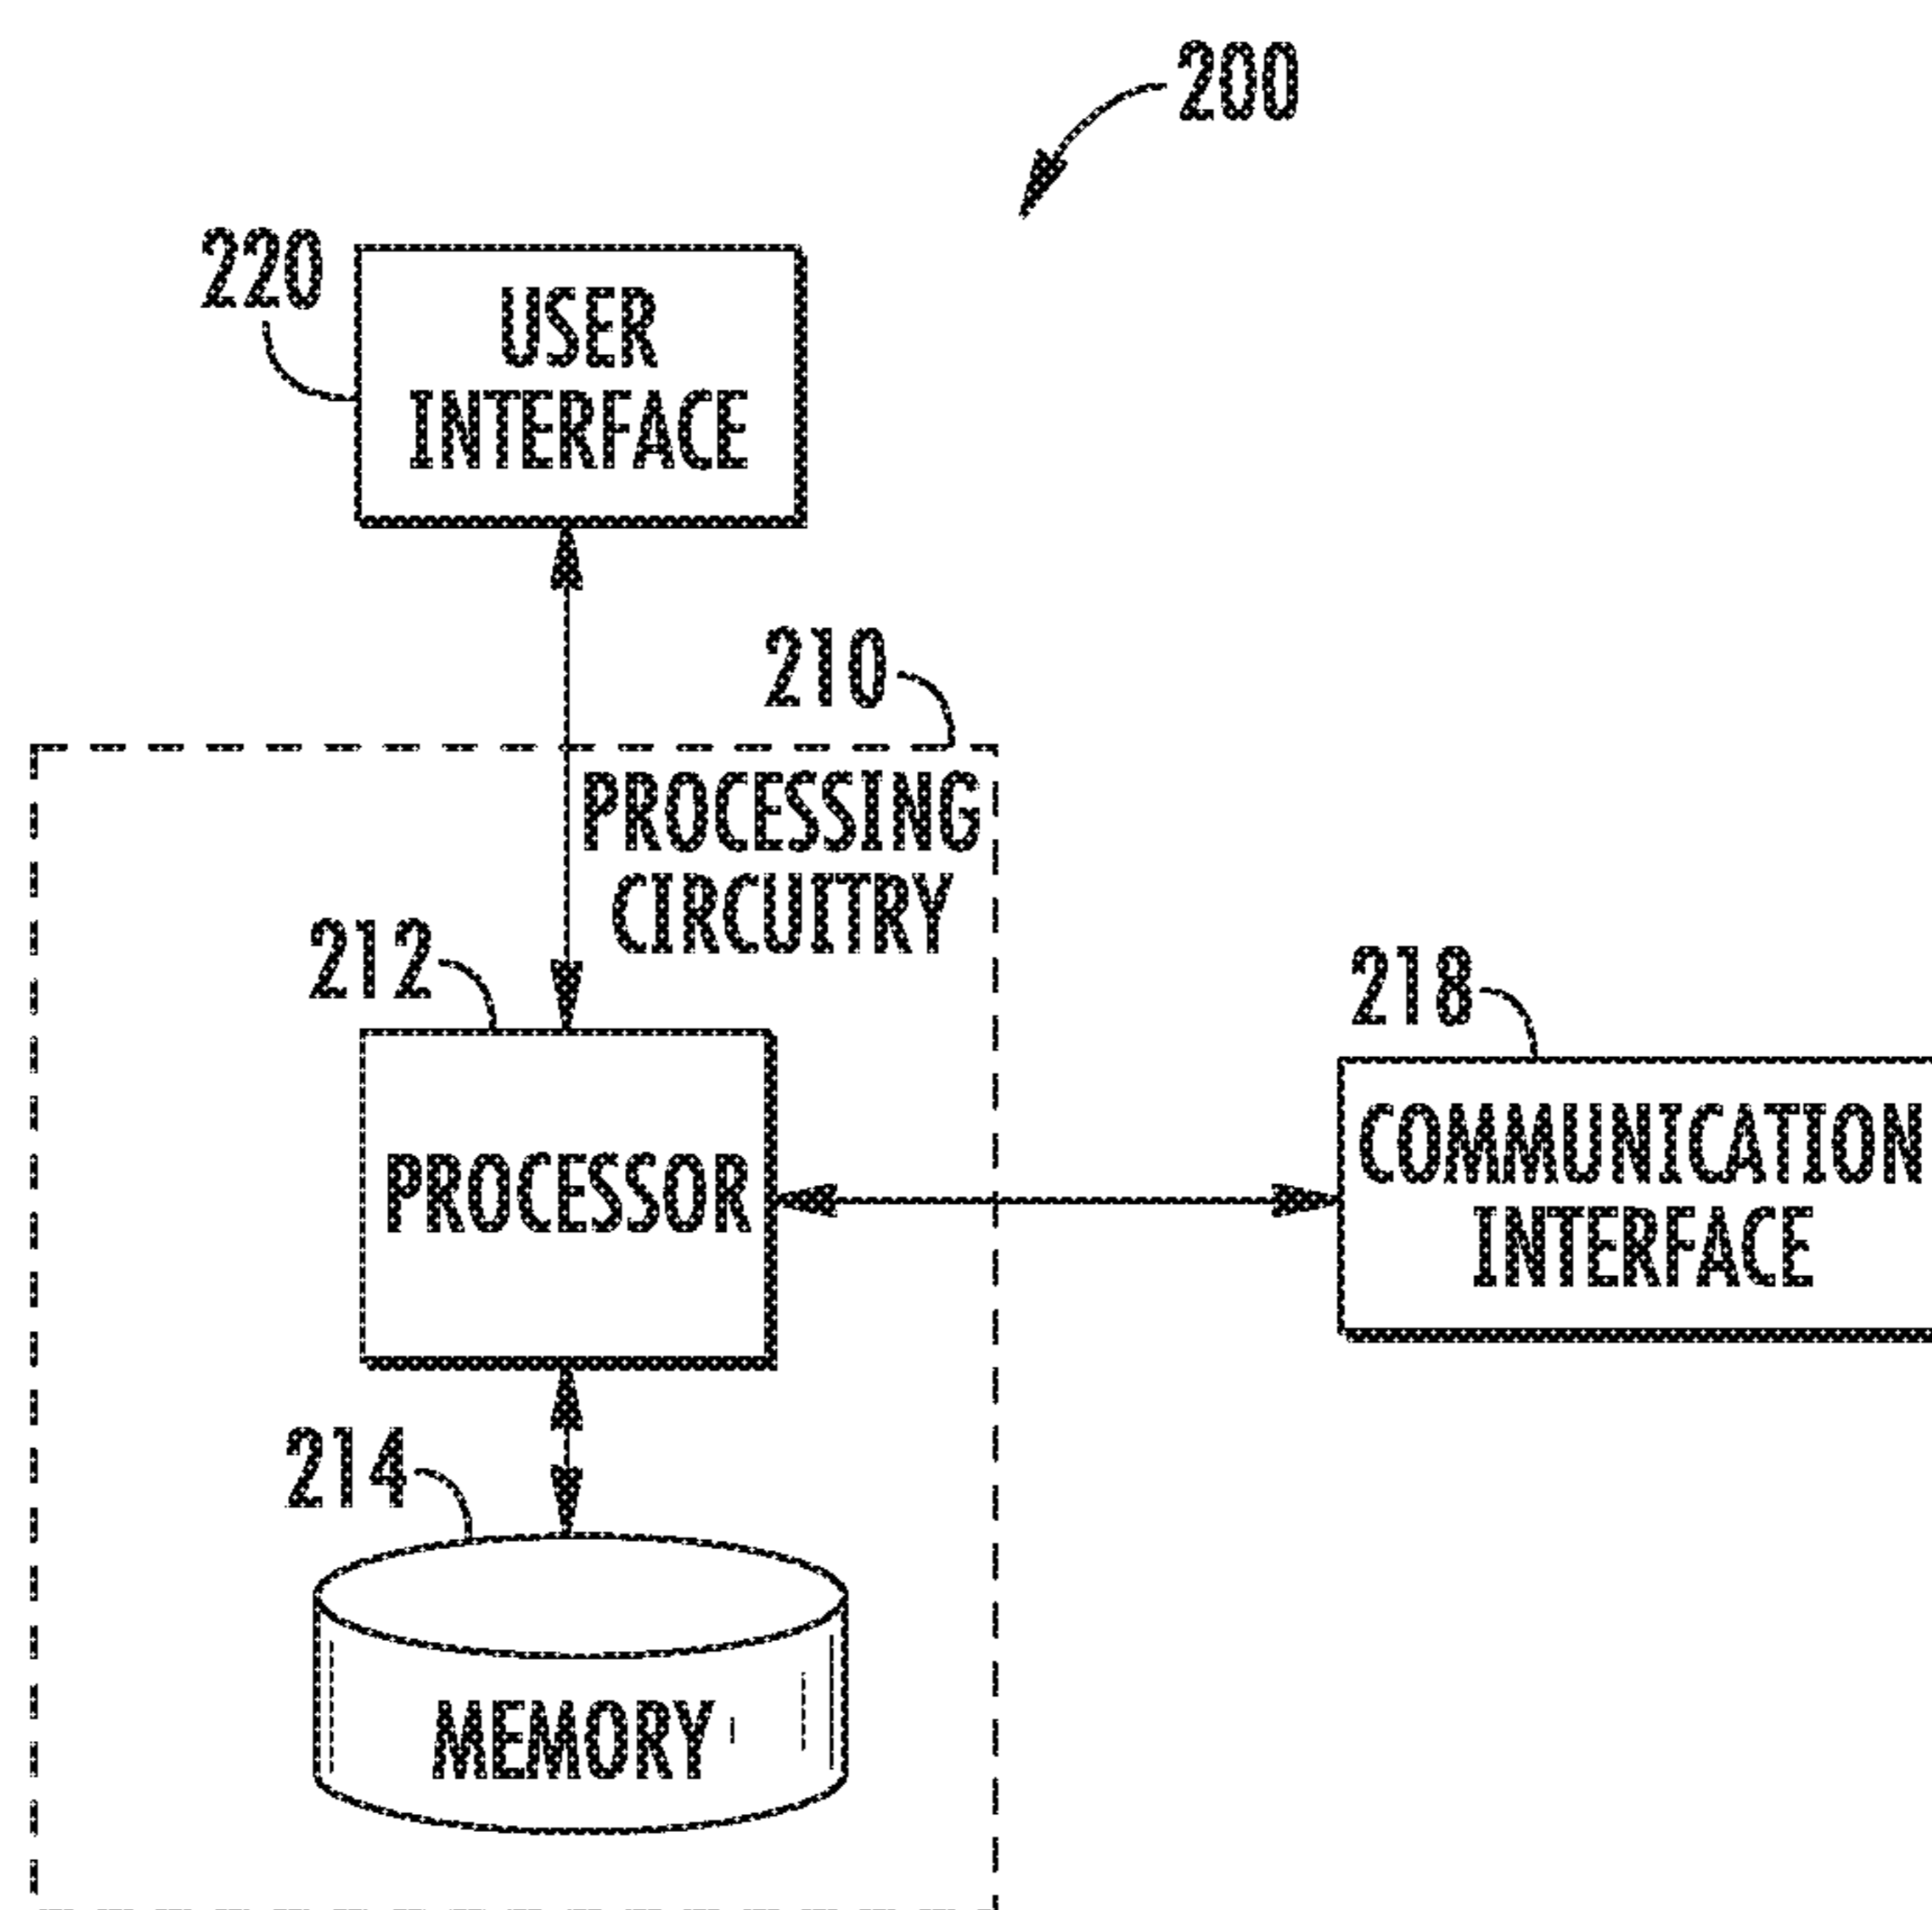 200
220
USER
INTERFACE
210
PROCESSING
CIRCUITRY
212
218
PROCESSOR
COMMUNICATION
INTERFACE
214
MEMORY